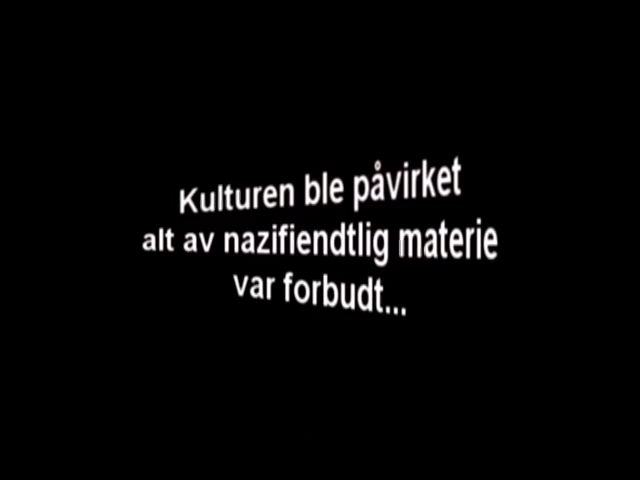 Kulturen ble påvirket
alt av nazifiendtlig materie
var forbudt...